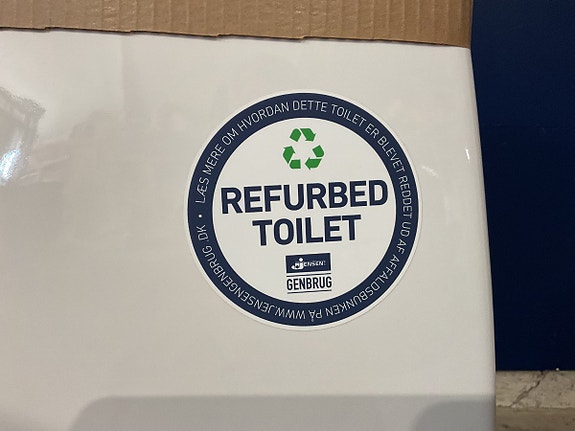 LÆS MERE OM HVORDAN DETTE TOILET ER BLEVET REDDET UD AF AFFALDSBUNKEN PÅ WWW.JENSENGENBRUG.DK •
REFURBED
TOILET
JENSEN
GENBRUG